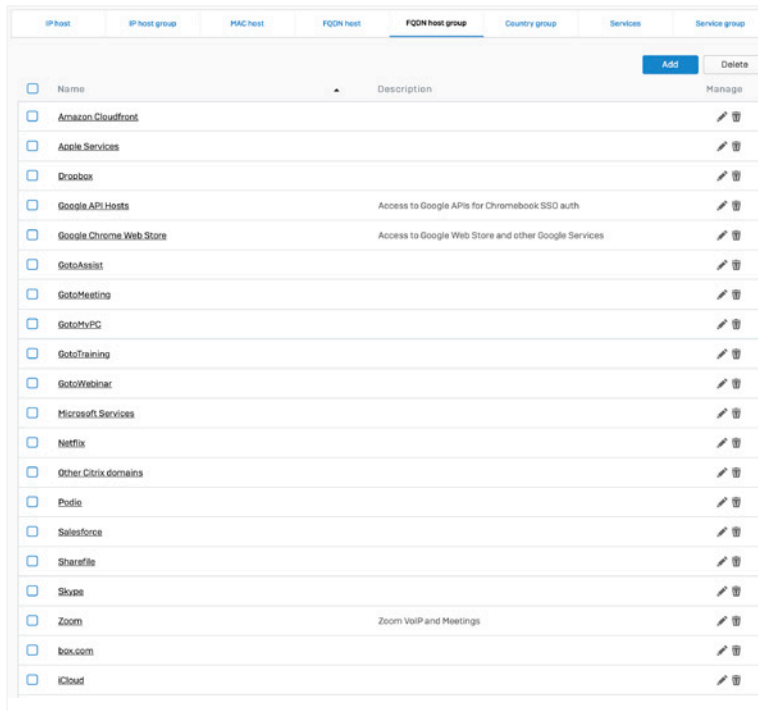 IP host IP host group MAC host FQDN host FQDN host group Country group Services Service group
Add Delete
Name Description Manage
Amazon Cloudfront
Apple Services
Dropbox
Google API Hosts Access to Google APIs for Chromebook SSO auth
Google Chrome Web Store Access to Google Web Store and other Google Services
GotoAssist
GotoMeeting
GotoMyPC
GotoTraining
GotoWebinar
Microsoft Services
Netflix
Other Citrix domains
Podio
Salesforce
Sharefile
Skype
Zoom Zoom VoIP and Meetings
box.com
iCloud